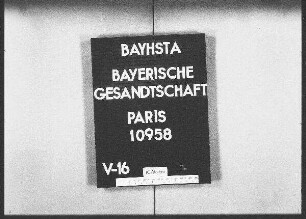 BAYHSTA
BAYERISCHE
GESANDTSCHAFT
PARIS
10958
V-16